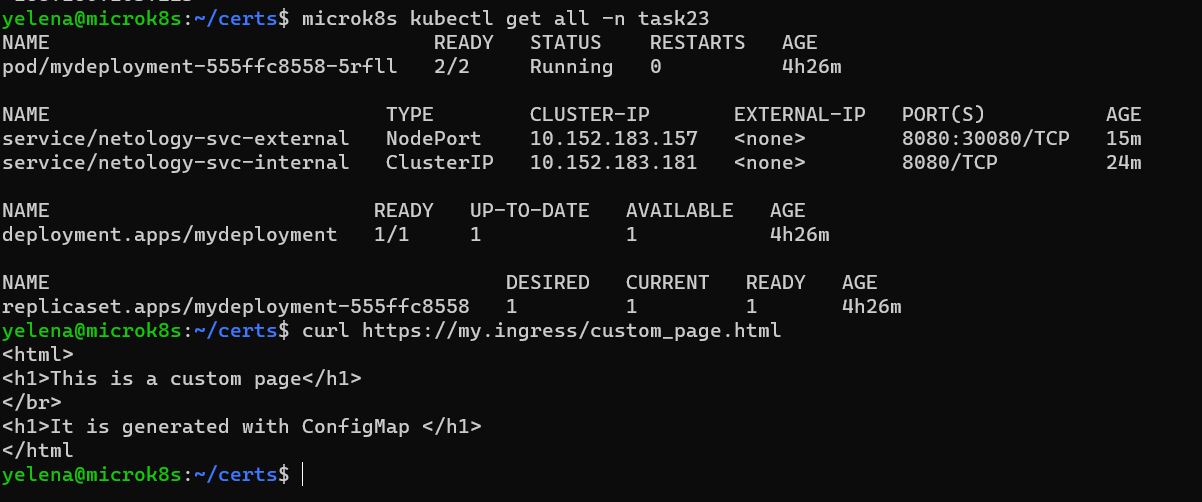 yelena@microk8s:~/certs$ microk8s kubectl get all -n task23
NAME READY STATUS RESTARTS AGE
pod/mydeployment-555ffc8558-5rfll 2/2 Running 0 4h26m
NAME TYPE CLUSTER-IP EXTERNAL-IP PORT(S) AGE
service/netology-svc-external NodePort 10.152.183.157 <none> 8080:30080/TCP 15m
service/netology-svc-internal ClusterIP 10.152.183.181 <none> 8080/TCP 24m
NAME READY UP-TO-DATE AVAILABLE AGE
deployment.apps/mydeployment 1/1 1 1 4h26m
NAME DESIRED CURRENT READY AGE
replicaset.apps/mydeployment-555ffc8558 1 1 1 4h26m
yelena@microk8s:~/certs$ curl https://my.ingress/custom_page.html
<html>
<h1>This is a custom page</h1>
</br>
<h1>It is generated with ConfigMap </h1>
</html
yelena@microk8s:~/certs$